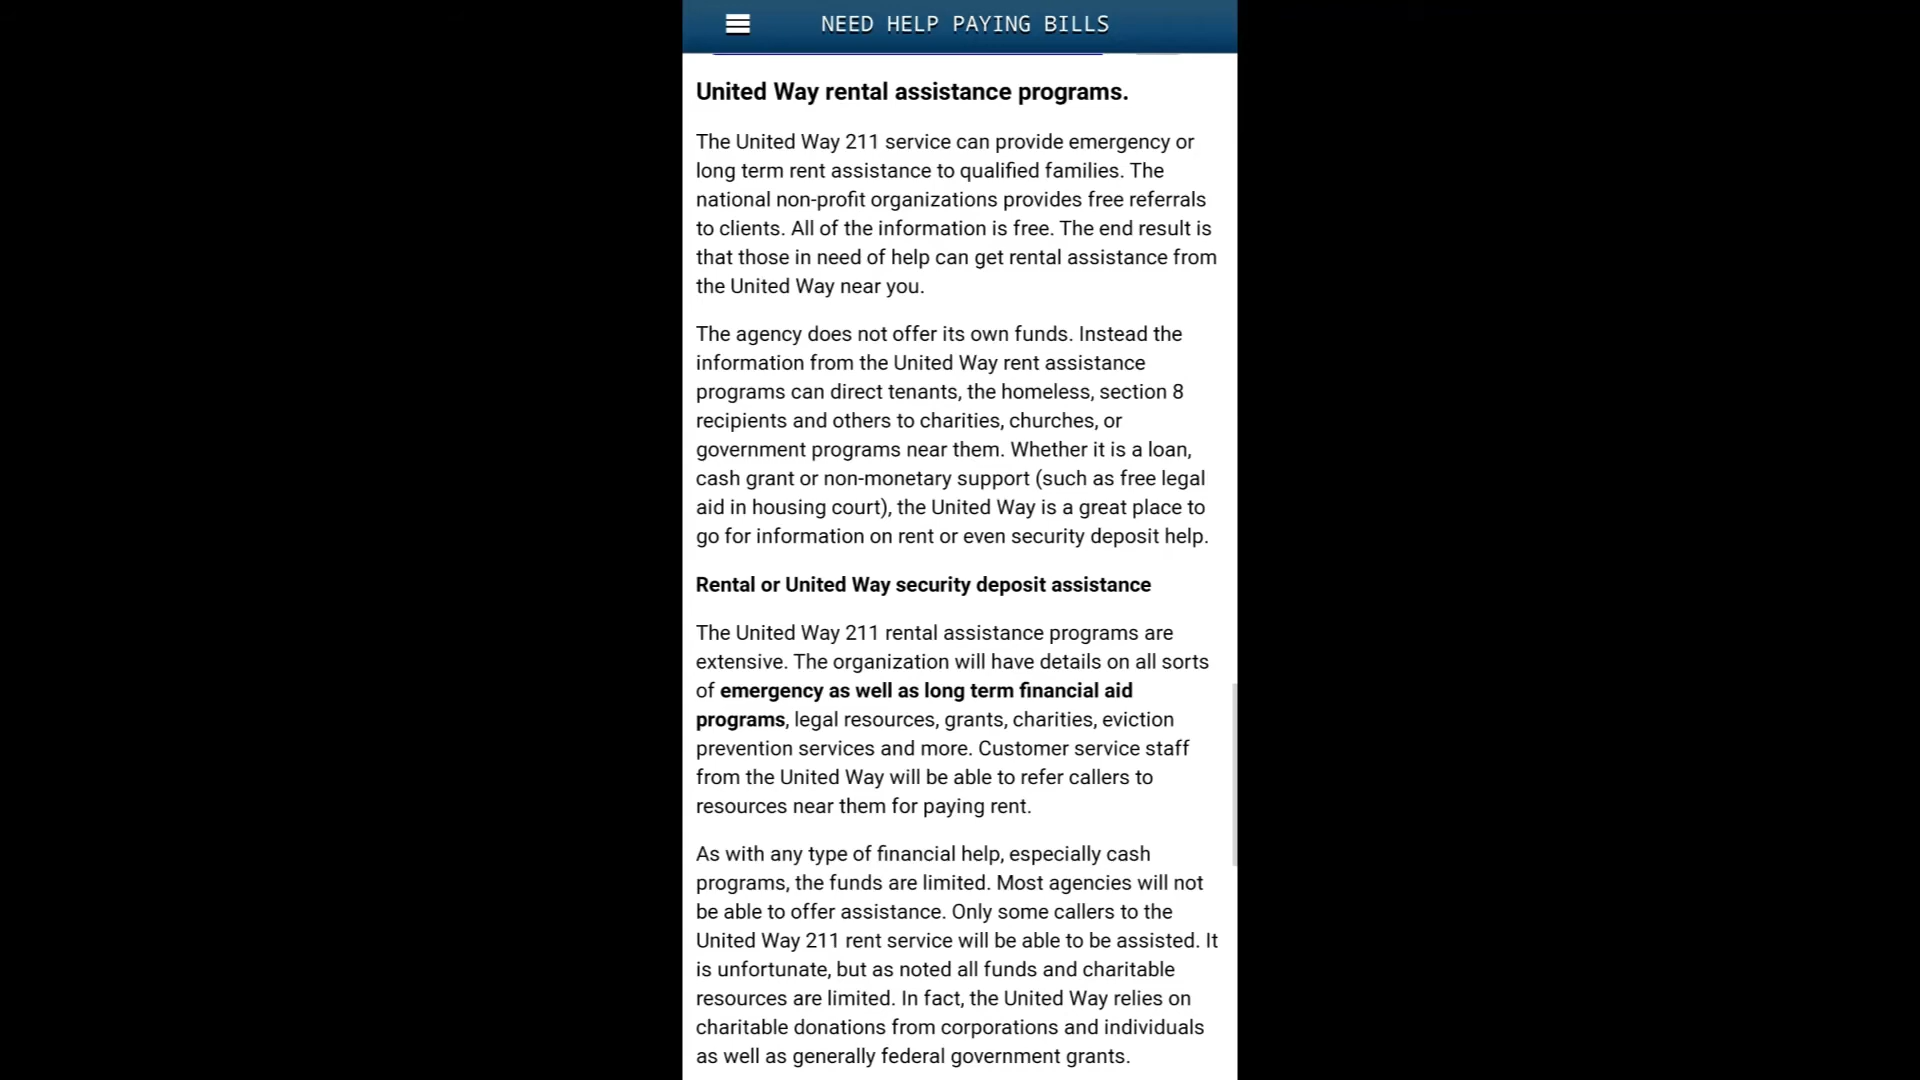 NEED HELP PAYING BILLS
United Way rental assistance programs.
The United Way 211 service can provide emergency or
long term rent assistance to qualified families. The
national non-profit organizations provides free referrals
to clients. All of the information is free. The end result is
that those in need of help can get rental assistance from
the United Way near you.
The agency does not offer its own funds. Instead the
information from the United Way rent assistance
programs can direct tenants, the homeless, section 8
recipients and others to charities, churches, or
government programs near them. Whether it is a loan,
cash grant or non-monetary support (such as free legal
aid in housing court), the United Way is a great place to
go for information on rent or even security deposit help.
Rental or United Way security deposit assistance
The United Way 211 rental assistance programs are
extensive. The organization will have details on all sorts
of emergency as well as long term financial aid
programs, legal resources, grants, charities, eviction
prevention services and more. Customer service staff
from the United Way will be able to refer callers to
resources near them for paying rent.
As with any type of financial help, especially cash
programs, the funds are limited. Most agencies will not
be able to offer assistance. Only some callers to the
United Way 211 rent service will be able to be assisted. It
is unfortunate, but as noted all funds and charitable
resources are limited. In fact, the United Way relies on
charitable donations from corporations and individuals
as well as generally federal government grants.